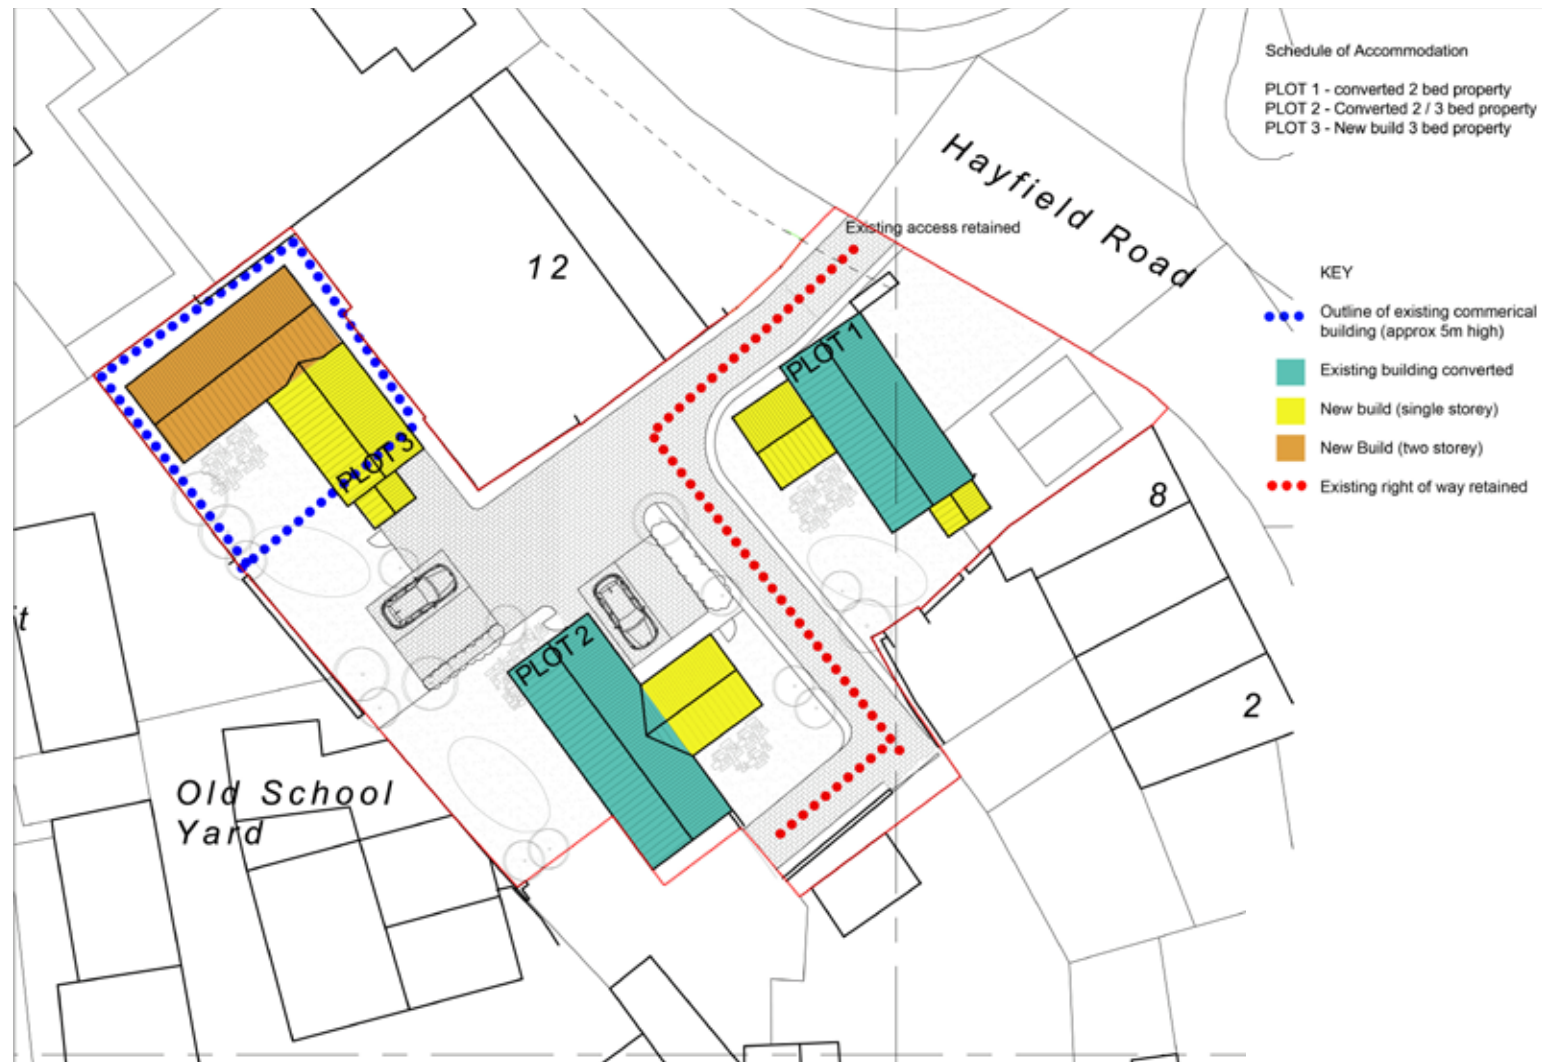 Schedule of Accommodation
PLOT 1 - converted 2 bed property
PLOT 2 - Converted 2 / 3 bed property
PLOT 3 - New build 3 bed property
Hayfield Road
Existing access retained
12
KEY
Outline of existing commerical
building (approx 5m high)
Existing building converted
New build (single storey)
New Build (two storey)
Existing right of way retained
PLOT 1
PLOT 3
8
t
PLOT 2
2
Old School
Yard